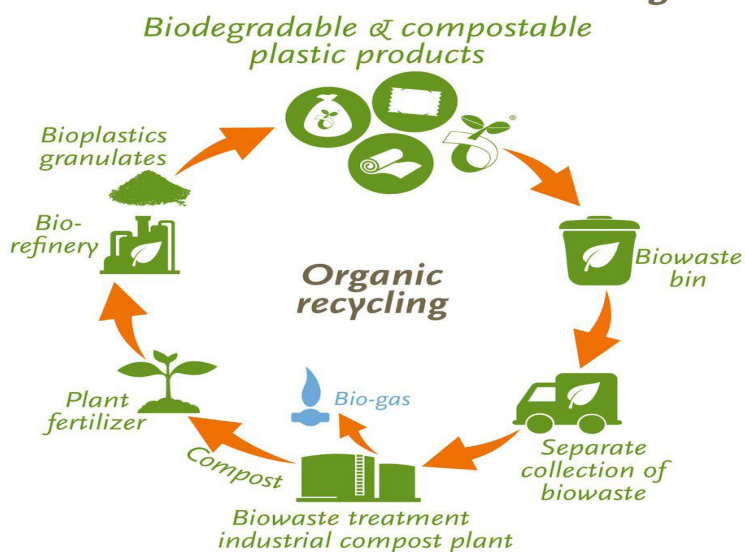 Biodegradable & compostable
plastic products
Bioplastics
granulates
Bio-
refinery
Biowaste
bin
Organic
recycling
Plant
fertilizer
Bio-gas
Compost
Separate
collection of
biowaste
Biowaste treatment
industrial compost plant